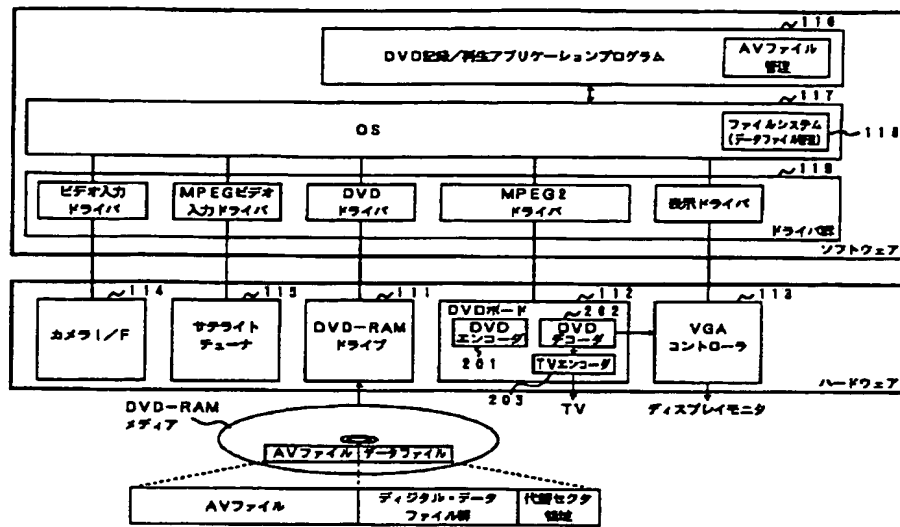 116
DVD記録／再生アプリケーションプログラム
AVファイル
管理
117
OS
ファイルシステム
(データファイル管理)
118
119
ビデオ入力
ドライバ
MPEGビデオ
入力ドライバ
DVD
ドライバ
MPEG2
ドライバ
表示ドライバ
ドライバ群
ソフトウェア
114
カメラI／F
115
サテライト
チューナ
111
DVD−RAM
ドライブ
112
DVDボード
202
DVD
エンコーダ
DVD
デコーダ
201
TVエンコーダ
203
113
VGA
コントローラ
ハードウェア
TV
ディスプレイモニタ
DVD−RAM
メディア
AVファイル
データファイル
AVファイル
ディジタル・データ
ファイル群
代替セクタ
領域